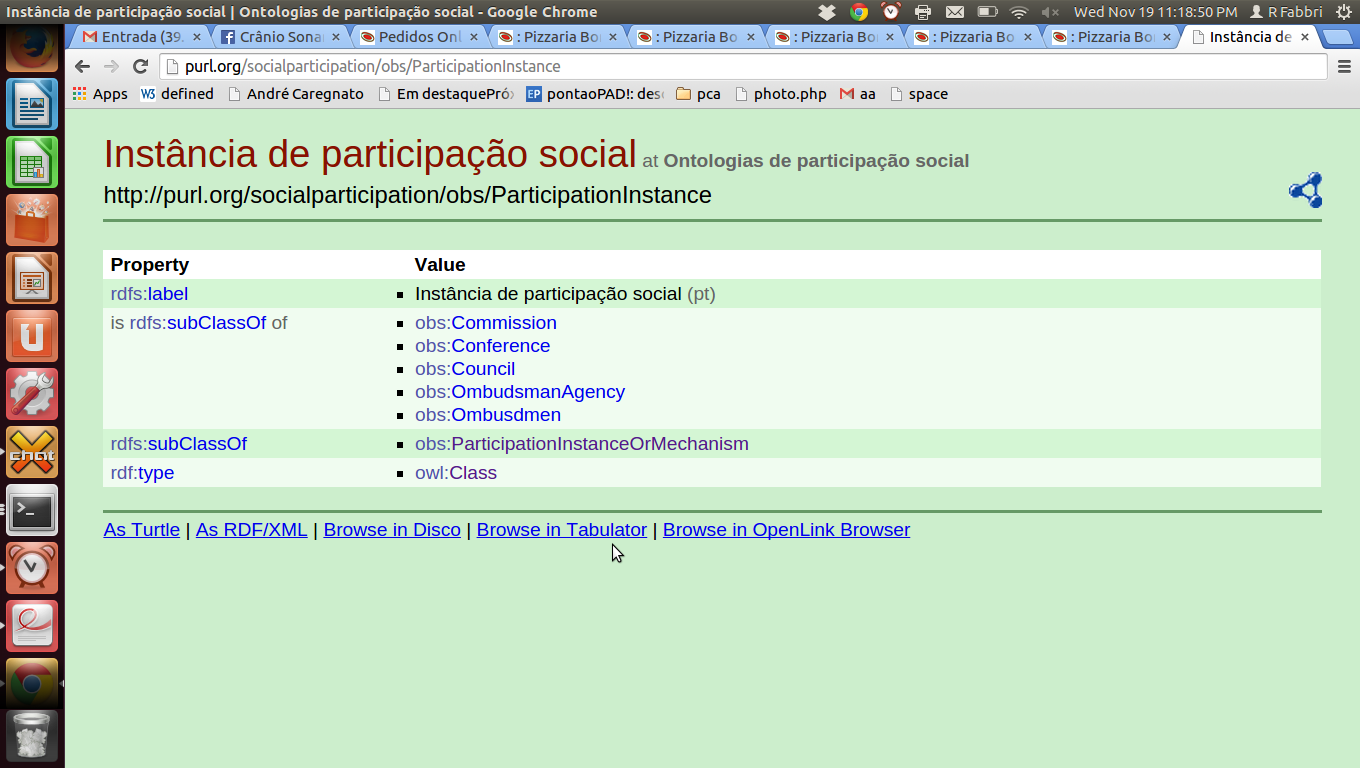 Instância de participação social | Ontologias de participação social - Google Chrome
Wed Nov 19 11:18:50 PM R Fabbri
Entrada (39. Crânio Sona Pedidos Onl : Pizzaria Bo : Pizzaria Bo : Pizzaria Bo : Pizzaria Bo : Pizzaria Bo Instância de
purl.org/socialparticipation/obs/ParticipationInstance
Apps W3 defined André Caregnato Em destaquePró EP pontaoPAD!: des pca photo.php aa space
Instância de participação social at Ontologias de participação social
http://purl.org/socialparticipation/obs/ParticipationInstance
Property Value
rdfs:label Instância de participação social (pt)
is rdfs:subClassOf of obs:Commission
obs:Conference
obs:Council
obs:OmbudsmanAgency
obs:Ombusdmen
rdfs:subClassOf obs:ParticipationInstanceOrMechanism
rdf:type owl:Class
As Turtle | As RDF/XML | Browse in Disco | Browse in Tabulator | Browse in OpenLink Browser
chat